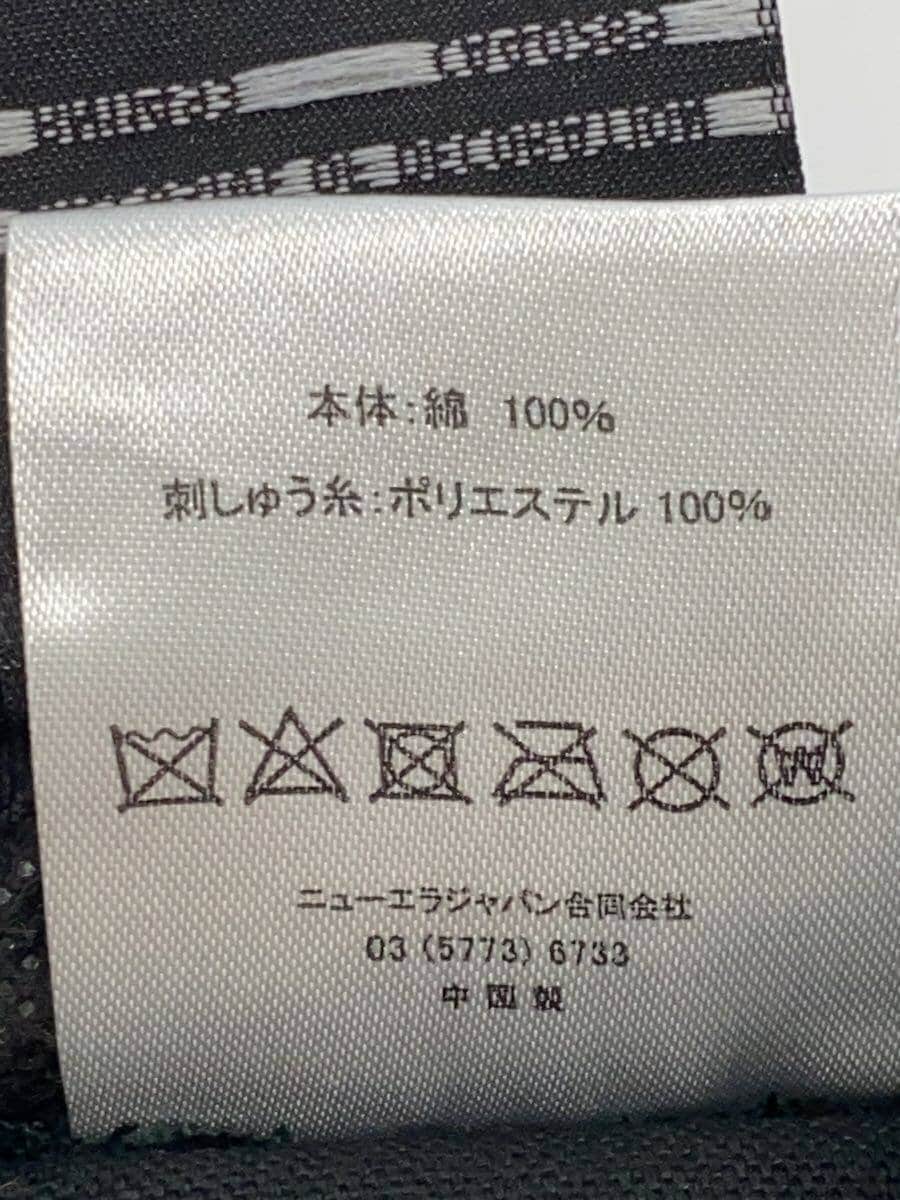 本体:綿 100%
刺しゅう糸:ポリエステル 100%
W
ニューエラジャパン合同会社
03 (5773) 6733
中国製